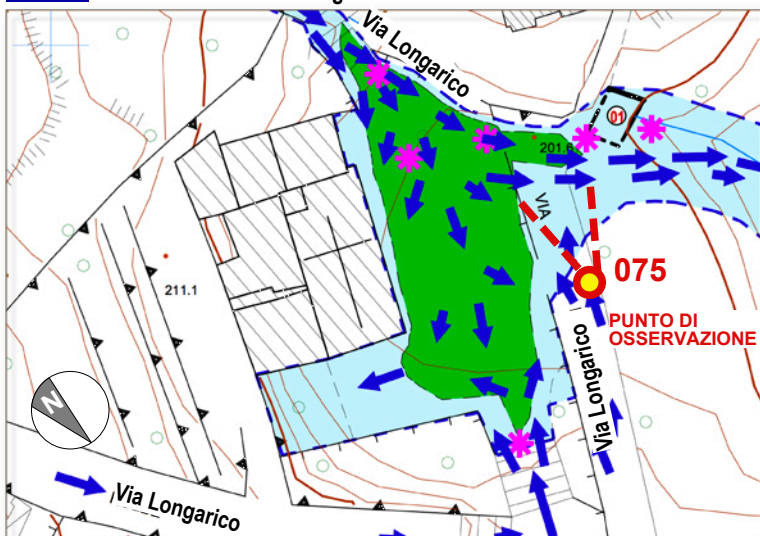 Via Longarico
01
201.6
VIA
075
PUNTO DI
OSSERVAZIONE
211.1
Via Longarico
N
Via Longarico